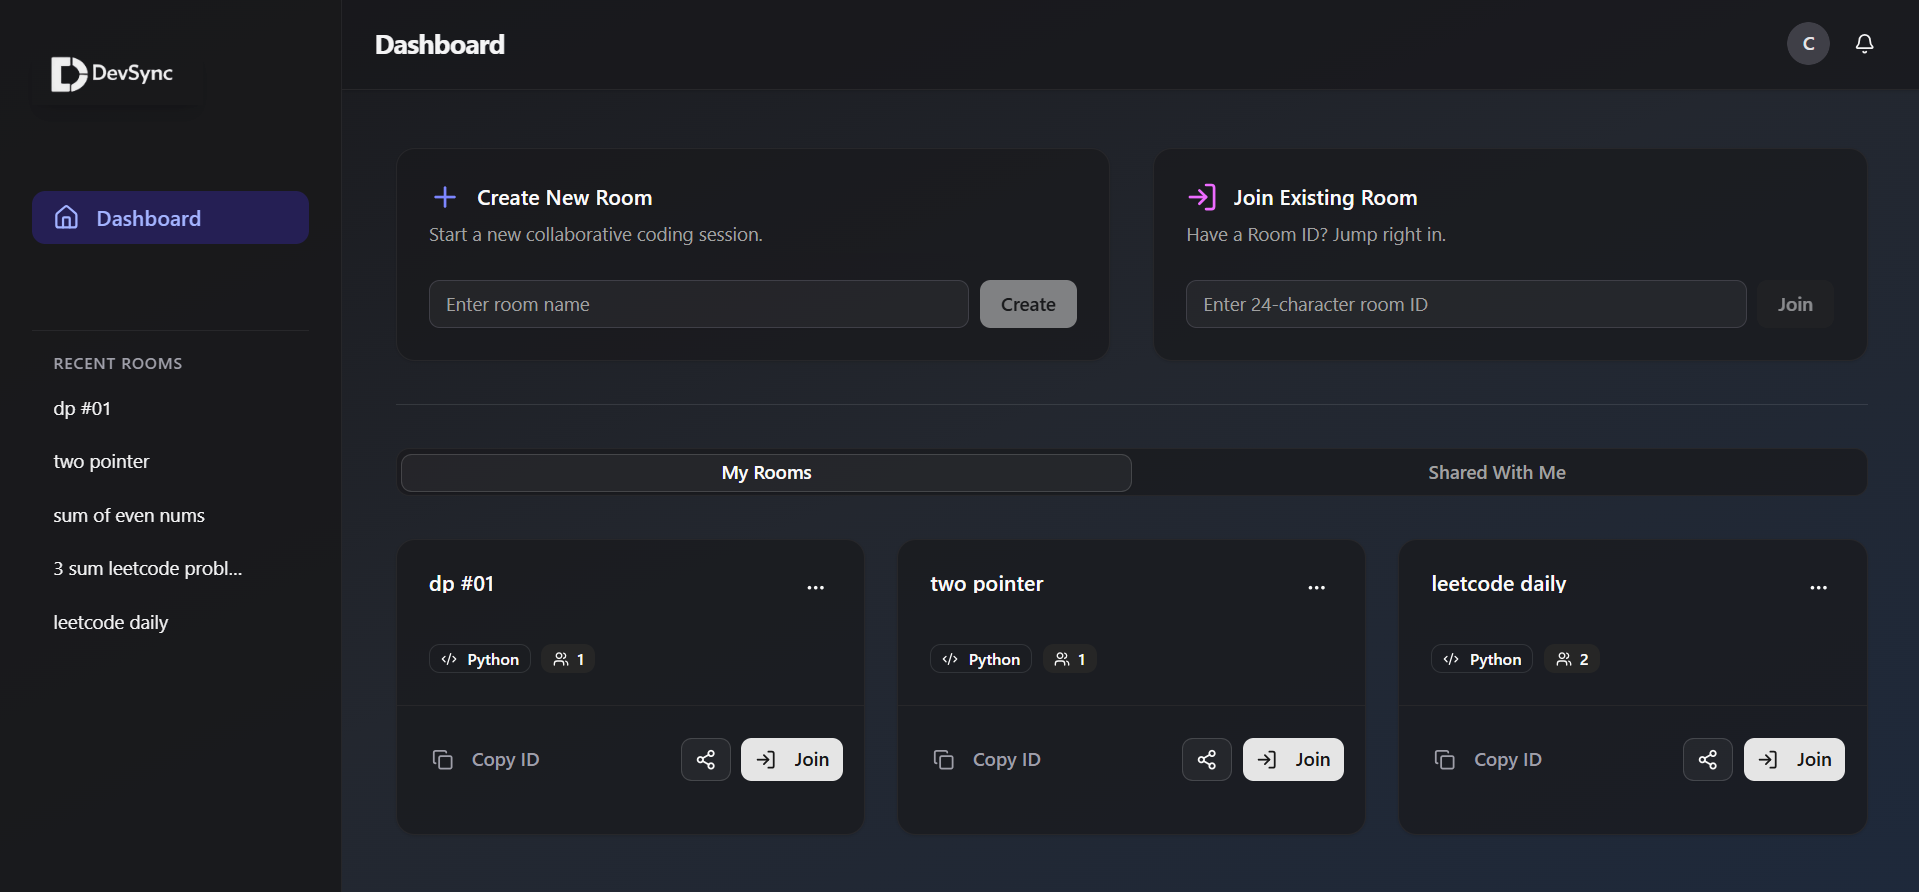 DevSync
Dashboard
RECENT ROOMS
dp #01
two pointer
sum of even nums
3 sum leetcode probl...
leetcode daily
Dashboard
C
Create New Room
Start a new collaborative coding session.
Enter room name
Create
Join Existing Room
Have a Room ID? Jump right in.
Enter 24-character room ID
Join
My Rooms
Shared With Me
dp #01
Python
1
Copy ID
Join
two pointer
Python
1
Copy ID
Join
leetcode daily
Python
2
Copy ID
Join